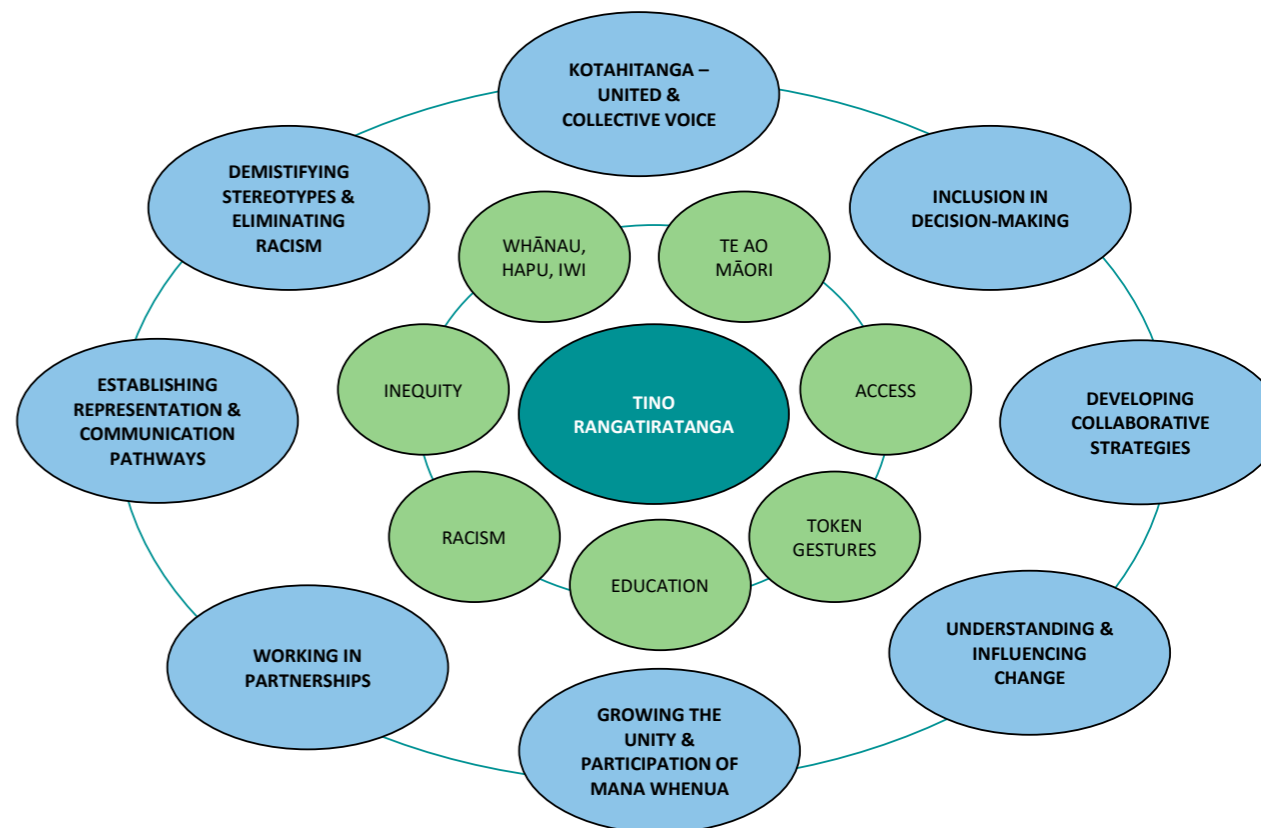 KOTAHITANGA –
UNITED &
COLLECTIVE VOICE
DEMISTIFYING
STEREOTYPES &
ELIMINATING
RACISM
INCLUSION IN
DECISION-MAKING
WHĀNAU,
HAPU, IWI
TE AO
MĀORI
ESTABLISHING
REPRESENTATION &
COMMUNICATION
PATHWAYS
INEQUITY
TINO
RANGATIRATANGA
ACCESS
DEVELOPING
COLLABORATIVE
STRATEGIES
RACISM
EDUCATION
TOKEN
GESTURES
WORKING IN
PARTNERSHIPS
GROWING THE
UNITY &
PARTICIPATION OF
MANA WHENUA
UNDERSTANDING &
INFLUENCING
CHANGE